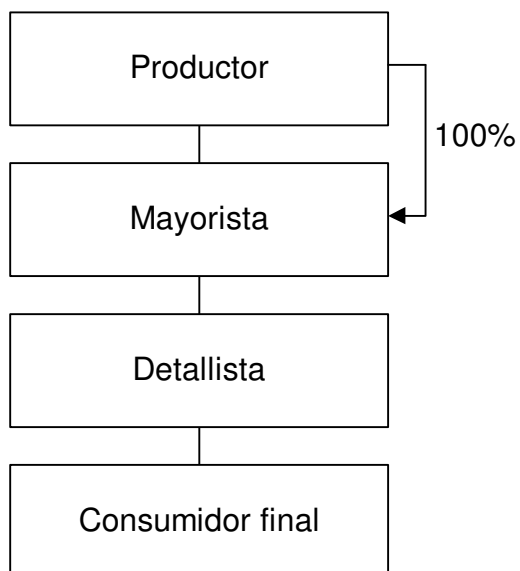 Productor
100%
Mayorista
Detallista
Consumidor final